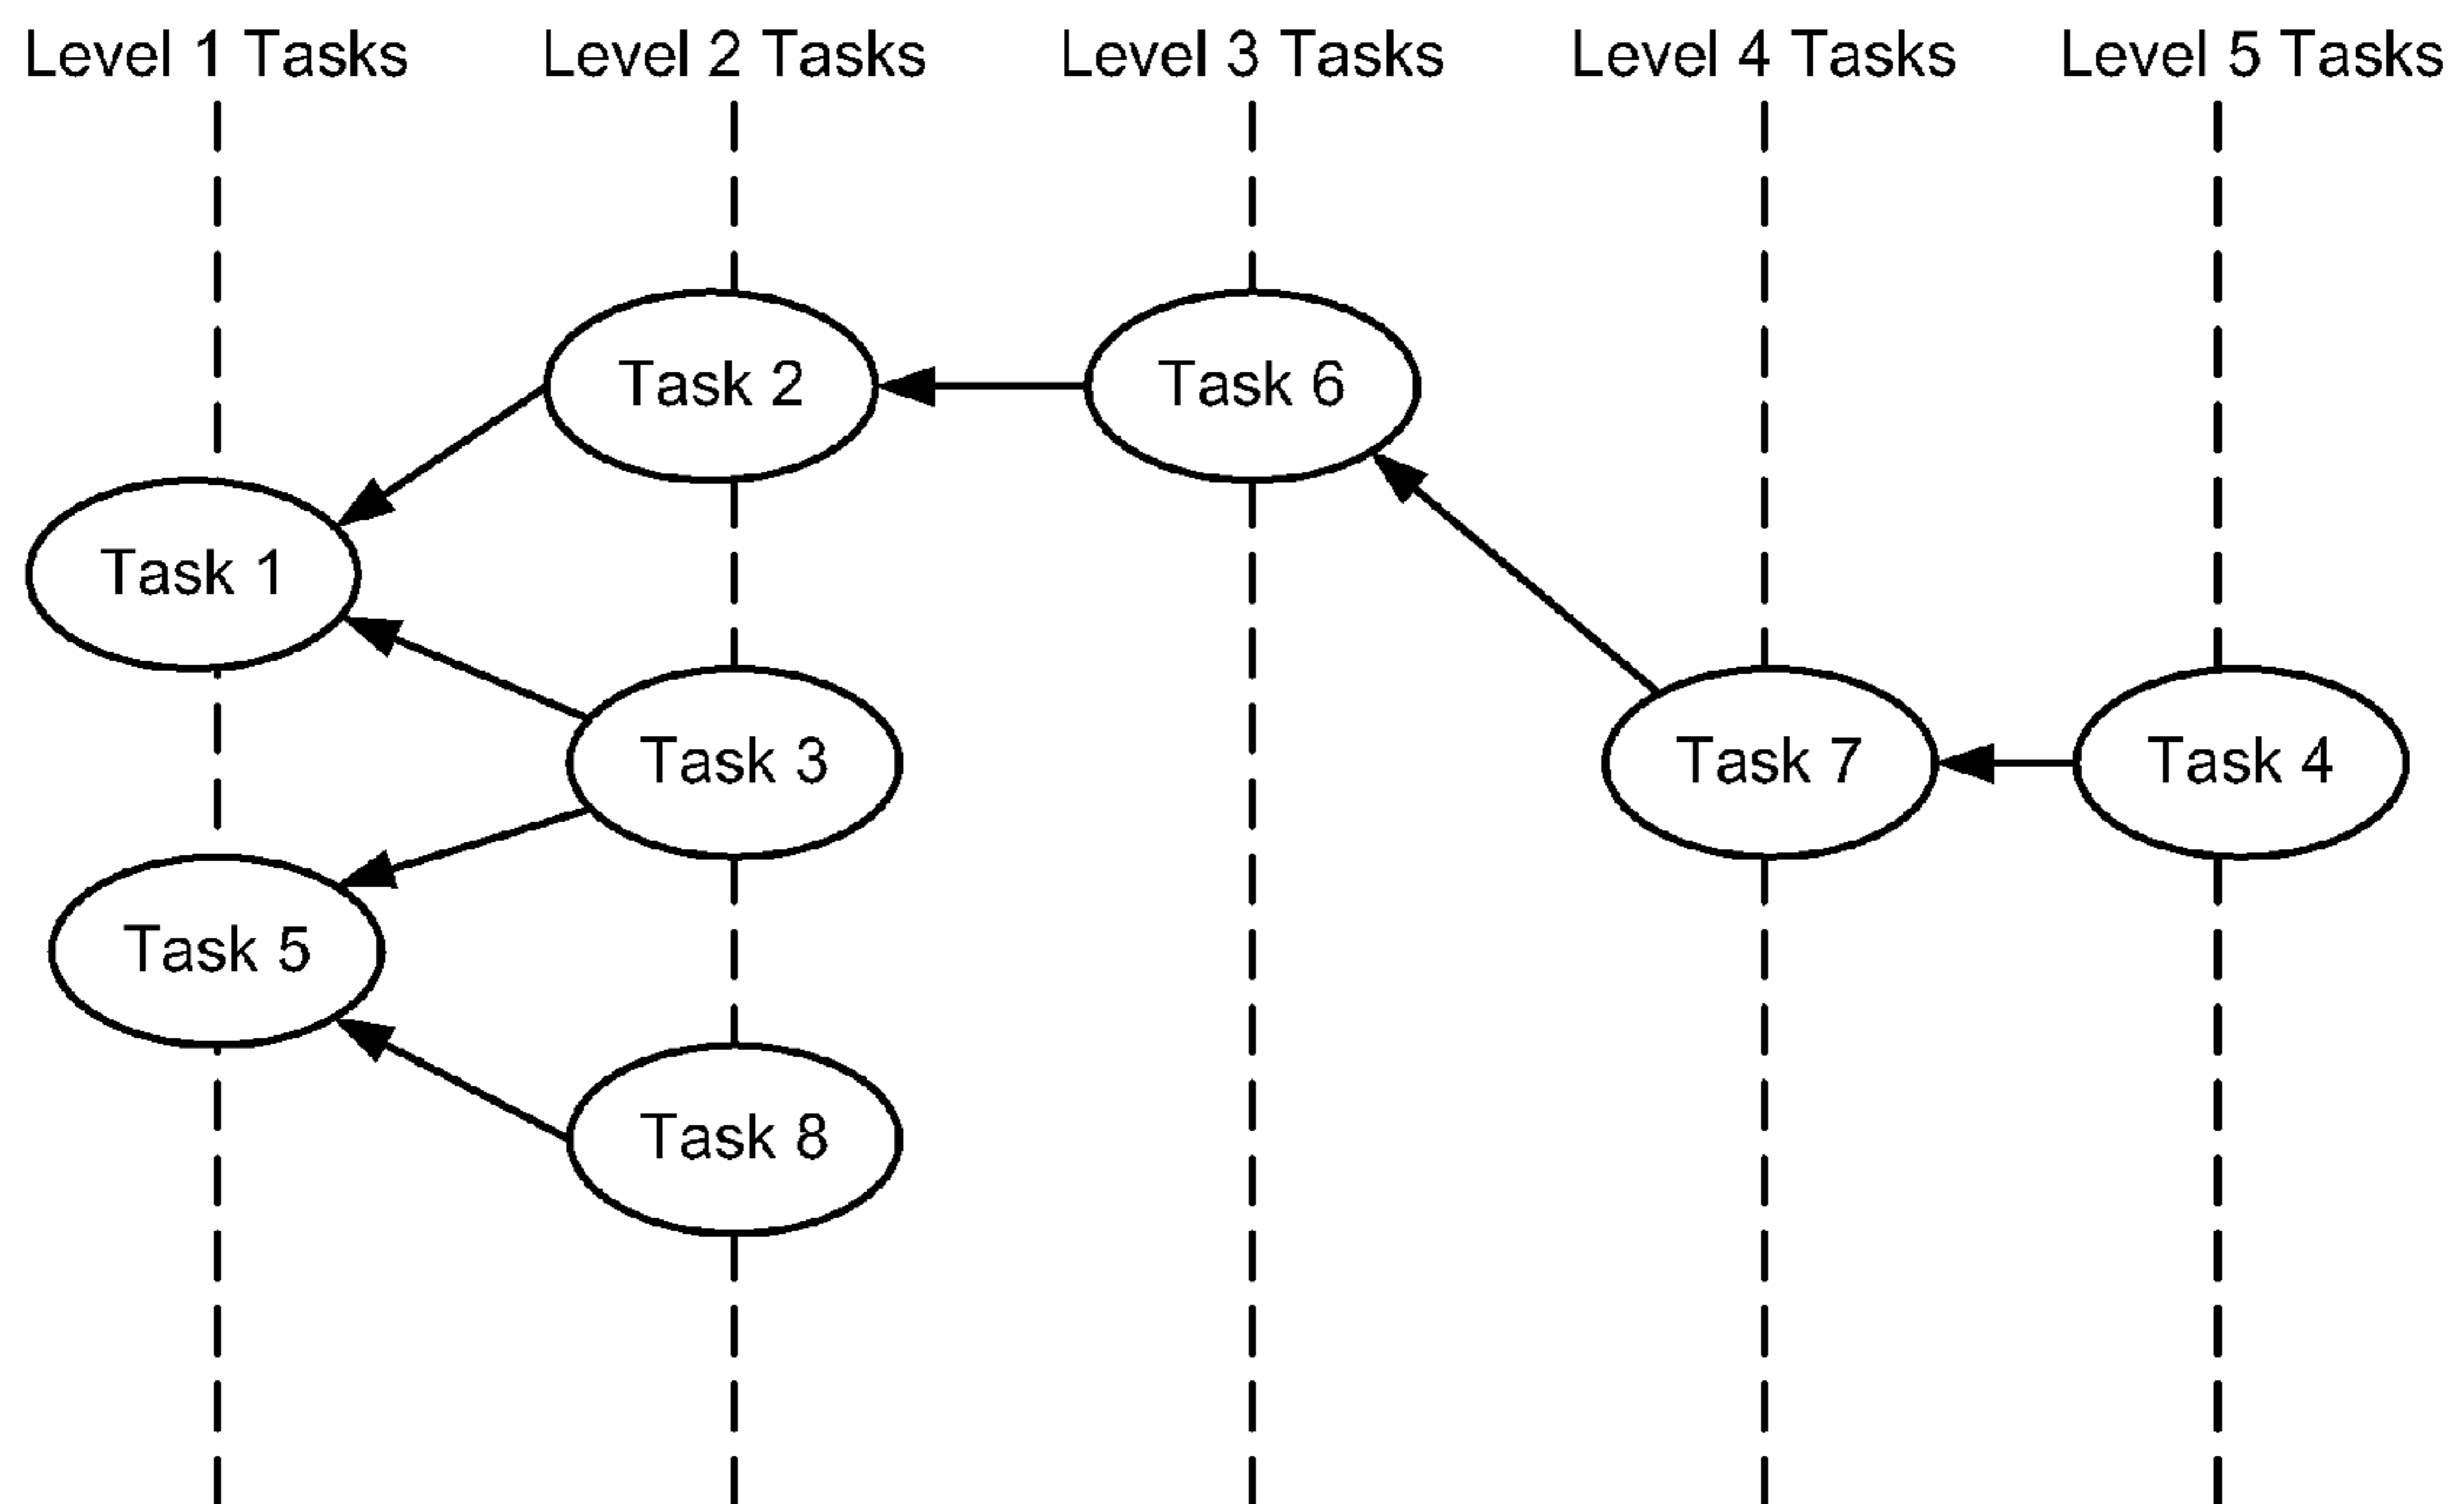 Level 1 Tasks Level 2 Tasks Level 3 Tasks Level 4 Tasks Level 5 Tasks
Task 2 Task 6
Task 1
Task 3 Task 7 Task 4
Task 5
Task 8